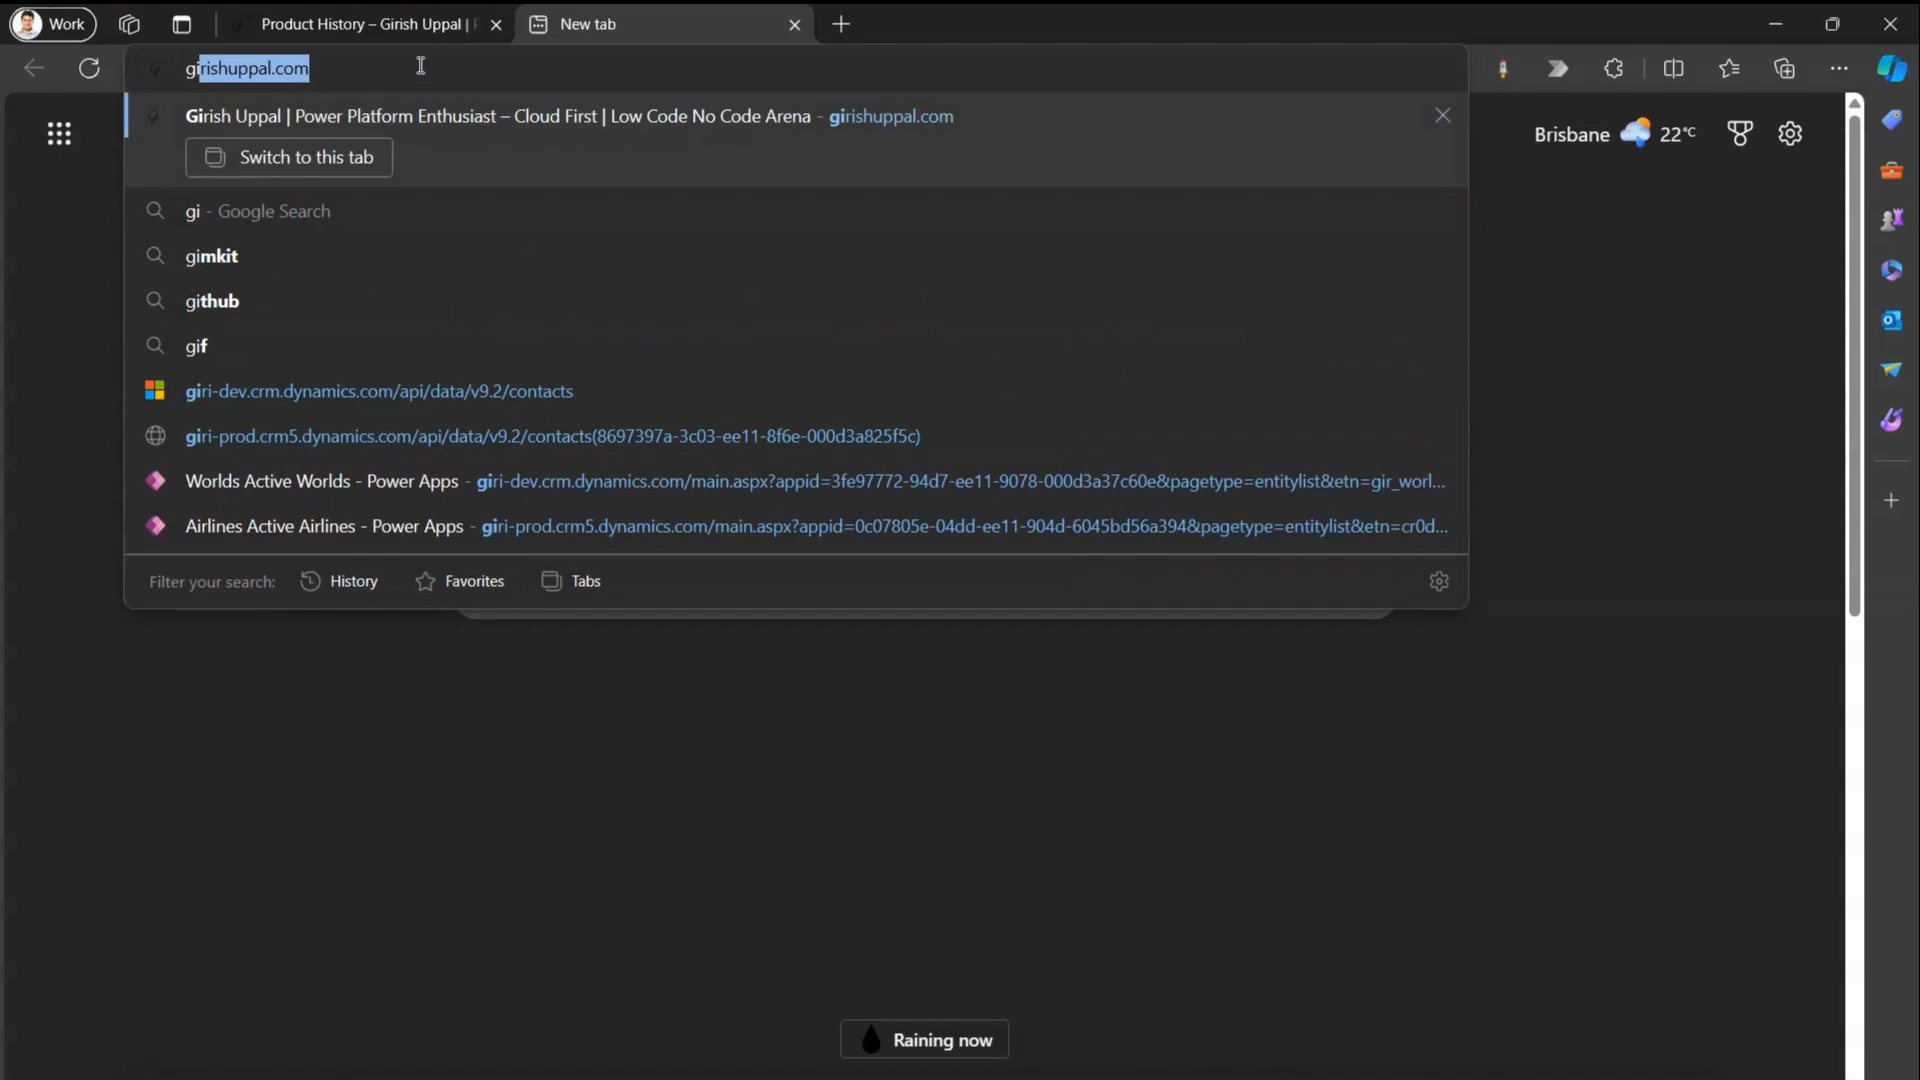 Work
Product History – Girish Uppal |
New tab
girishuppal.com
Girish Uppal | Power Platform Enthusiast – Cloud First | Low Code No Code Arena - girishuppal.com
Switch to this tab
Brisbane 22°C
gi - Google Search
gimkit
github
gif
giri-dev.crm.dynamics.com/api/data/v9.2/contacts
giri-prod.crm5.dynamics.com/api/data/v9.2/contacts(8697397a-3c03-ee11-8f6e-000d3a825f5c)
Worlds Active Worlds - Power Apps - giri-dev.crm.dynamics.com/main.aspx?appid=3fe97772-94d7-ee11-9078-000d3a37c60e&pagetype=entitylist&etn=gir_worl...
Airlines Active Airlines - Power Apps - giri-prod.crm5.dynamics.com/main.aspx?appid=0c07805e-04dd-ee11-904d-6045bd56a394&pagetype=entitylist&etn=cr0d...
Filter your search: History Favorites Tabs
Raining now